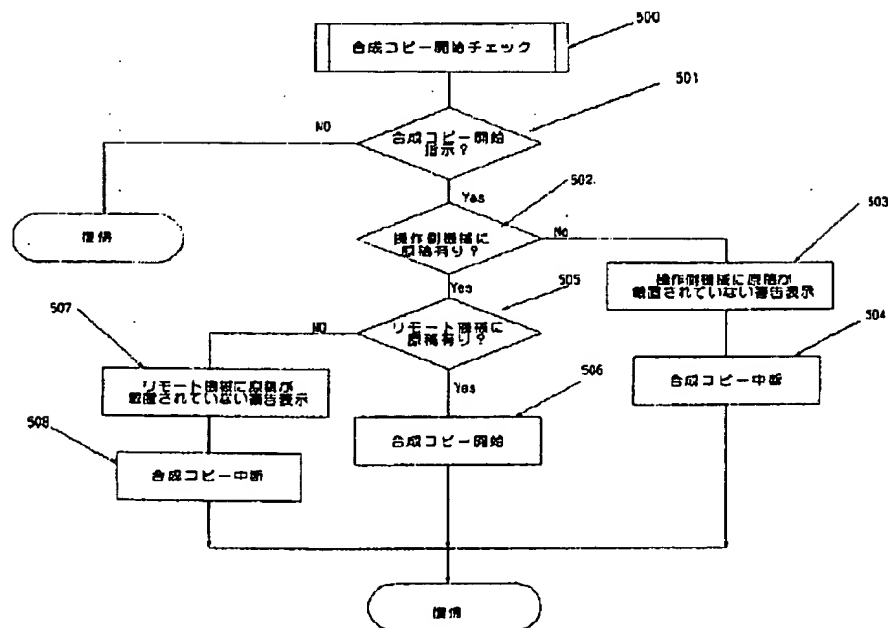 500
合成コピー開始チェック
501
NO
合成コピー開始
指示?
Yes
502
復帰
操作側機械に
原稿有り?
No
503
操作側機械に原稿が
載置されていない警告表示
Yes
505
507
NO
リモート機械に
原稿有り?
504
リモート機械に原稿が
載置されていない警告表示
Yes
506
合成コピー中断
508
合成コピー開始
合成コピー中断
復帰